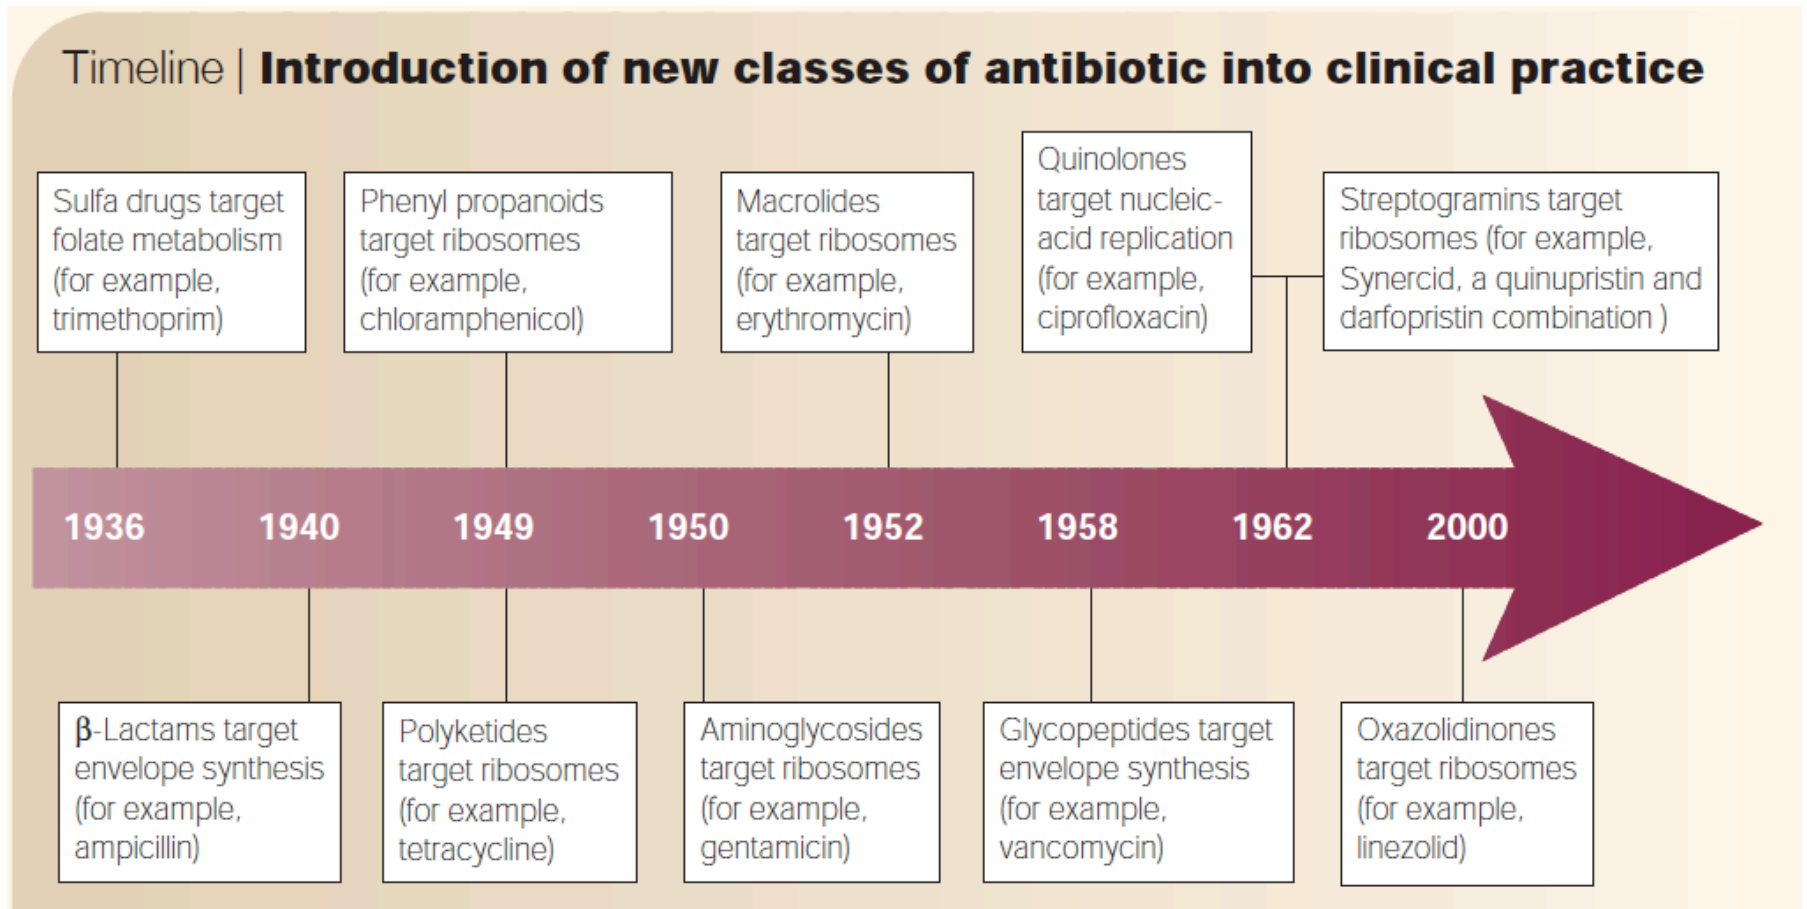 Timeline | Introduction of new classes of antibiotic into clinical practice
Sulfa drugs target
folate metabolism
(for example,
trimethoprim)
Phenyl propanoids
target ribosomes
(for example,
chloramphenicol)
Macrolides
target ribosomes
(for example,
erythromycin)
Quinolones
target nucleic-
acid replication
(for example,
ciprofloxacin)
Streptogramins target
ribosomes (for example,
Synercid, a quinupristin and
darfopristin combination )
1936 1940 1949 1950 1952 1958 1962 2000
β-Lactams target
envelope synthesis
(for example,
ampicillin)
Polyketides
target ribosomes
(for example,
tetracycline)
Aminoglycosides
target ribosomes
(for example,
gentamicin)
Glycopeptides target
envelope synthesis
(for example,
vancomycin)
Oxazolidinones
target ribosomes
(for example,
linezolid)